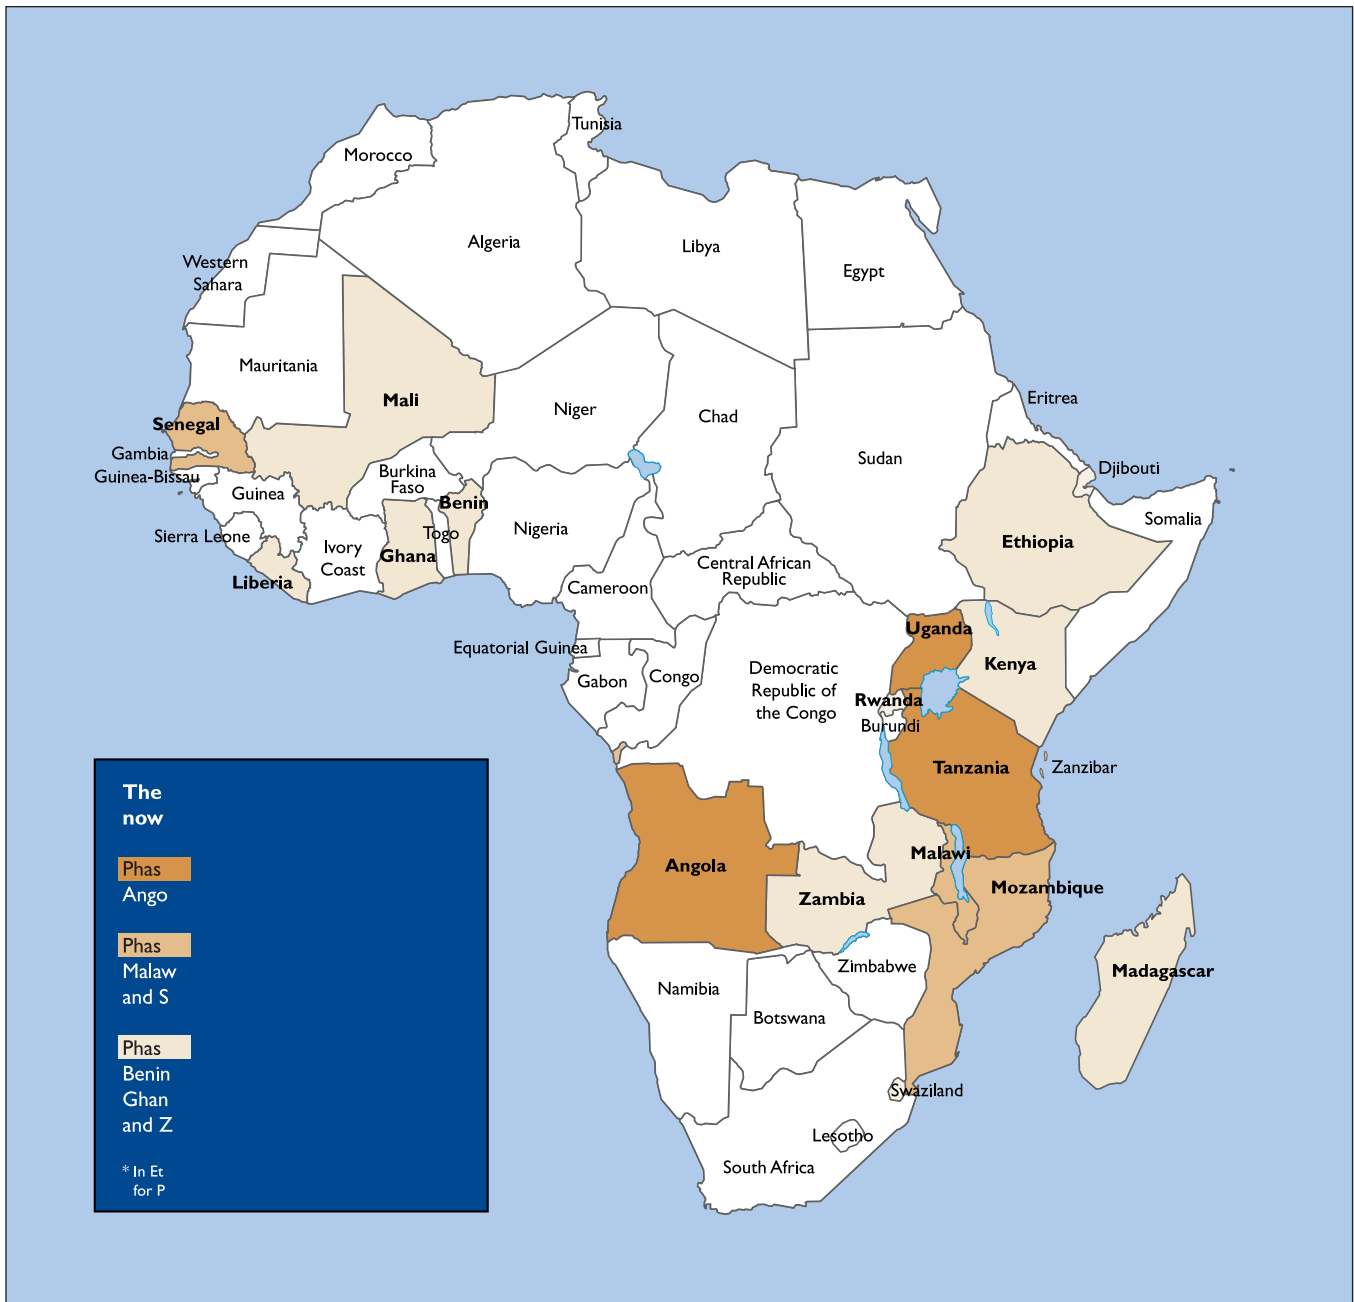 Tunisia
Morocco
Algeria
Libya
Western
Sahara
Egypt
Mauritania
Mali
Niger
Chad
Eritrea
Senegal
Gambia
Guinea-Bissau
Burkina
Faso
Sudan
Djibouti
Guinea
Benin
Somalia
Sierra Leone
Ivory
Coast
Togo
Ghana
Nigeria
Ethiopia
Liberia
Central African
Republic
Cameroon
Uganda
Equatorial Guinea
Kenya
Gabon
Congo
Democratic
Republic of
the Congo
Rwanda
Burundi
Tanzania
Zanzibar
Malawi
Angola
Mozambique
Zambia
Zimbabwe
Madagascar
Namibia
Botswana
Swaziland
Lesotho
South Africa
The
now
Phas
Ango
Phas
Malaw
and S
Phas
Benin
Ghan
and Z
* In Et
for P